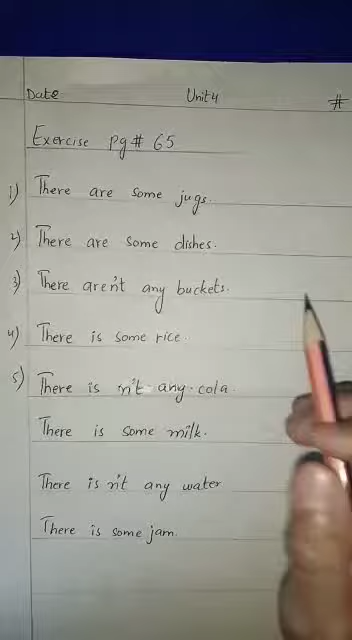 Date Unit 4 #
Exercise pg # 65
1) There are some jugs.
2) There are some dishes.
3) There aren't any buckets.
4) There is some rice.
5) There is n't any cola.
There is some milk.
There is n't any water
There is some jam.